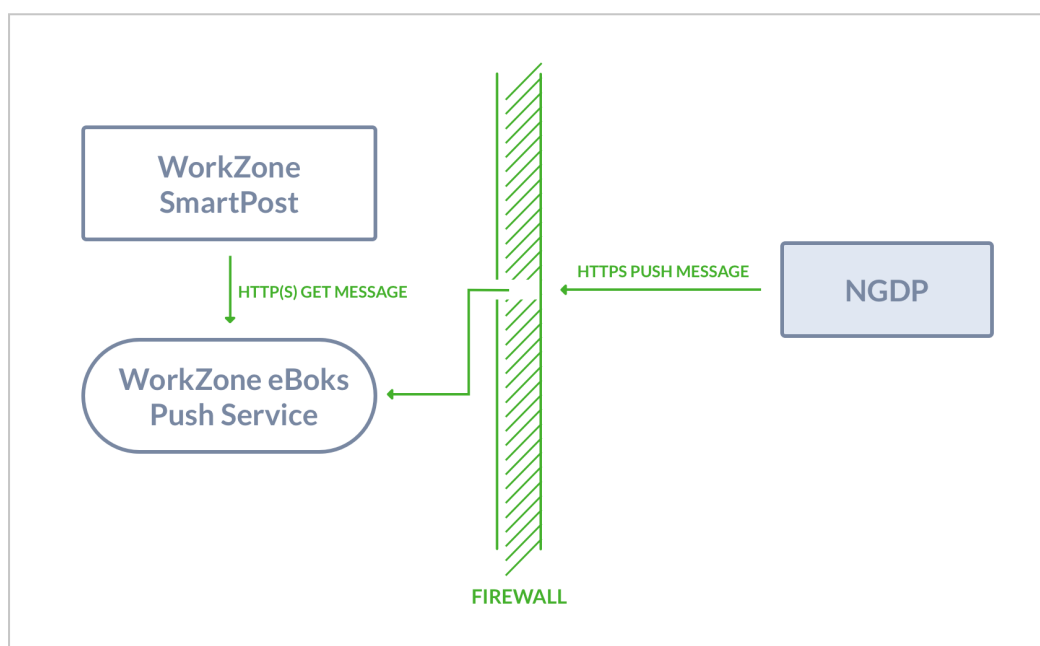 WorkZone
SmartPost
HTTPS PUSH MESSAGE
NGDP
HTTP(S) GET MESSAGE
WorkZone eBoks
Push Service
FIREWALL